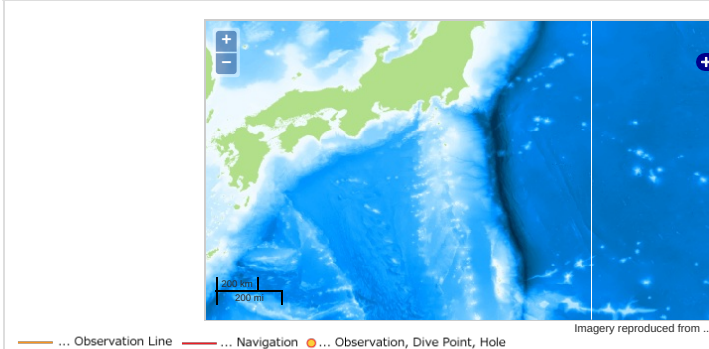 +
−
+
200 km
200 mi
Imagery reproduced from ..
... Observation Line ... Navigation ... Observation, Dive Point, Hole